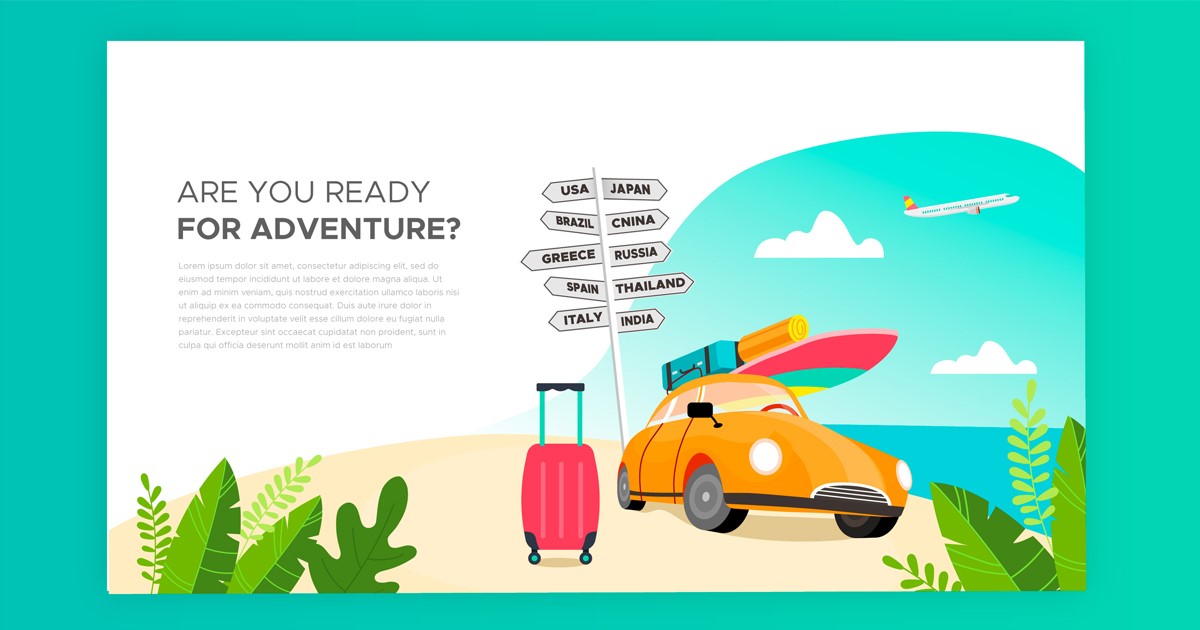 ARE YOU READY
FOR ADVENTURE?
Lorem ipsum dolor sit amet, consectetur adipiscing elit, sed do
eiusmod tempor incididunt ut labore et dolore magna aliqua. Ut
enim ad minim veniam, quis nostrud exercitation ullamco laboris nisi
ut aliquip ex ea commodo consequat. Duis aute irure dolor in
reprehenderit in voluptate velit esse cillum dolore eu fugiat nulla
pariatur. Excepteur sint occaecat cupidatat non proident, sunt in
culpa qui officia deserunt mollit anim id est laborum
USA JAPAN
BRAZIL CNINA
GREECE RUSSIA
SPAIN THAILAND
ITALY INDIA